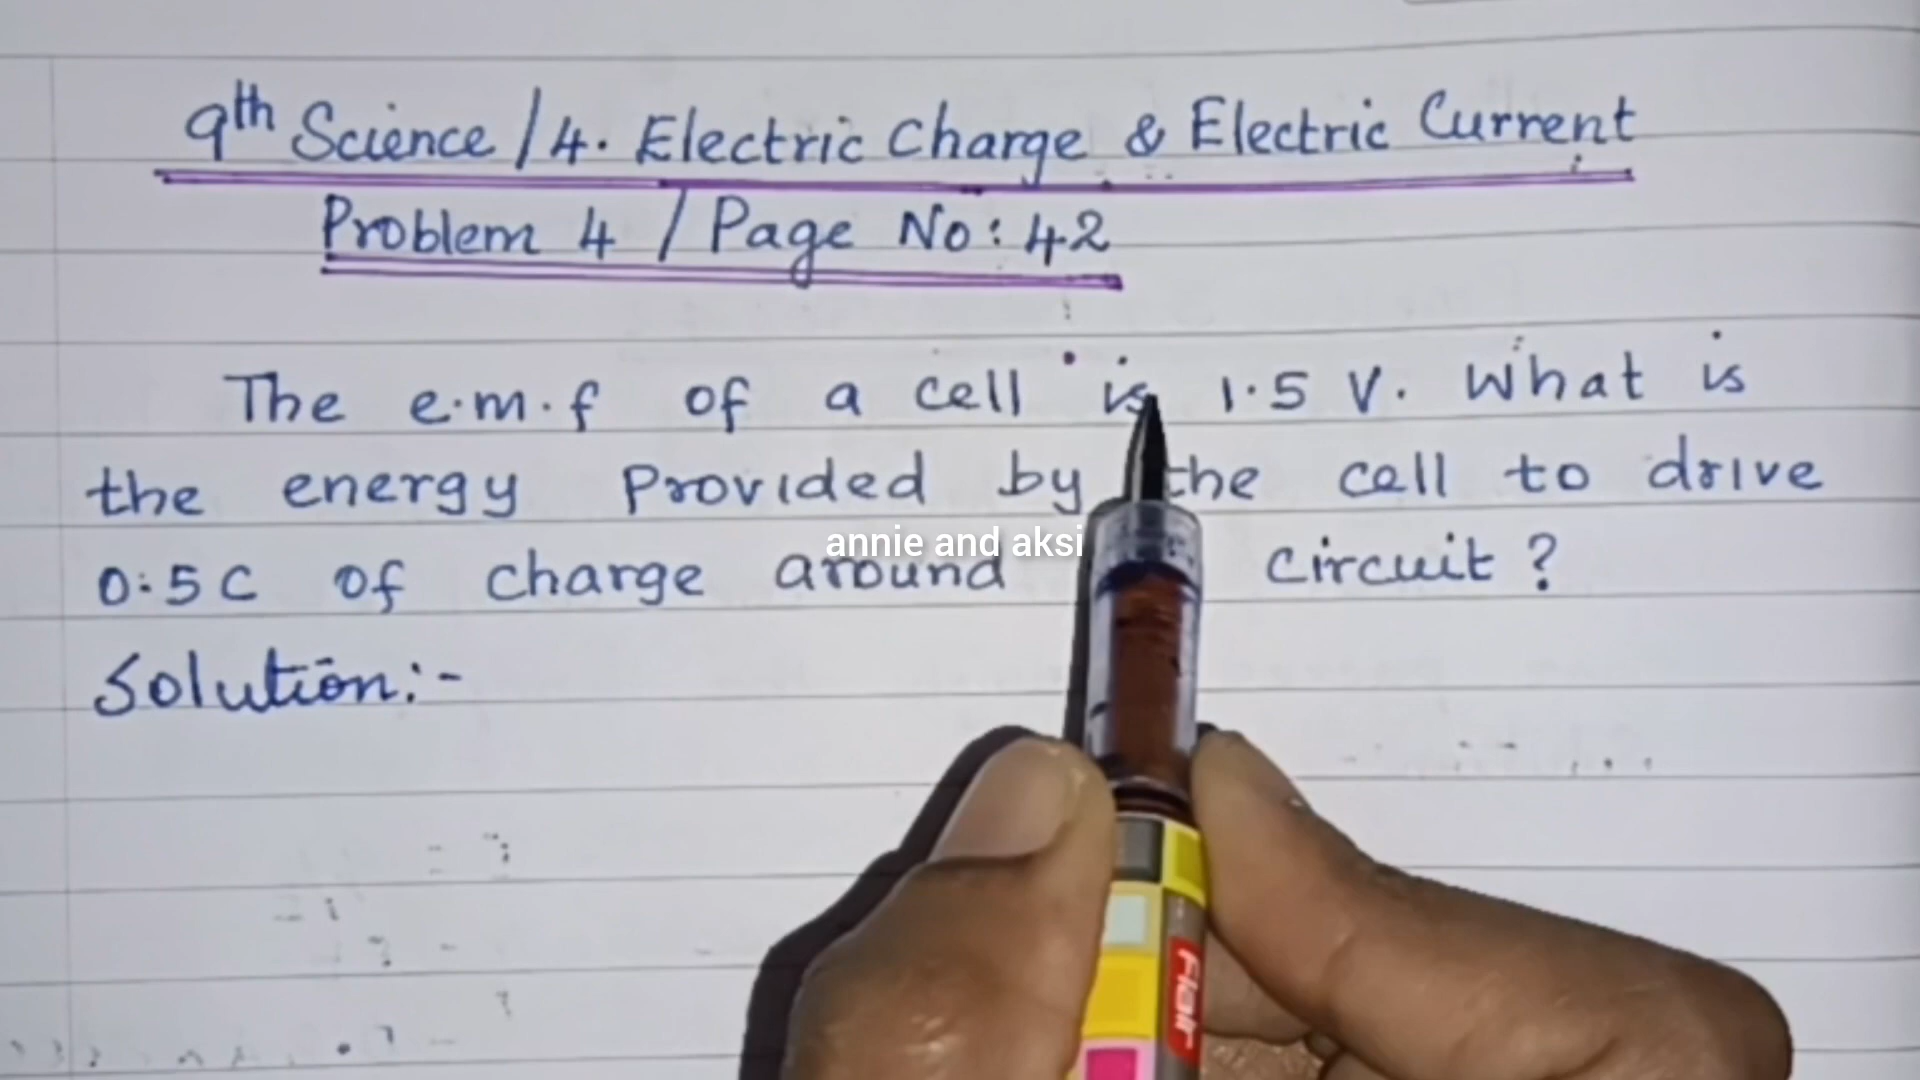 9th Science / 4. Electric Charge & Electric Current
Problem 4 / Page No: 42
The e.m.f of a cell is 1.5 V. What is
the energy Provided by the cell to drive
0.5 C of charge around circuit?
Solution:-
annie and aksi
Flair